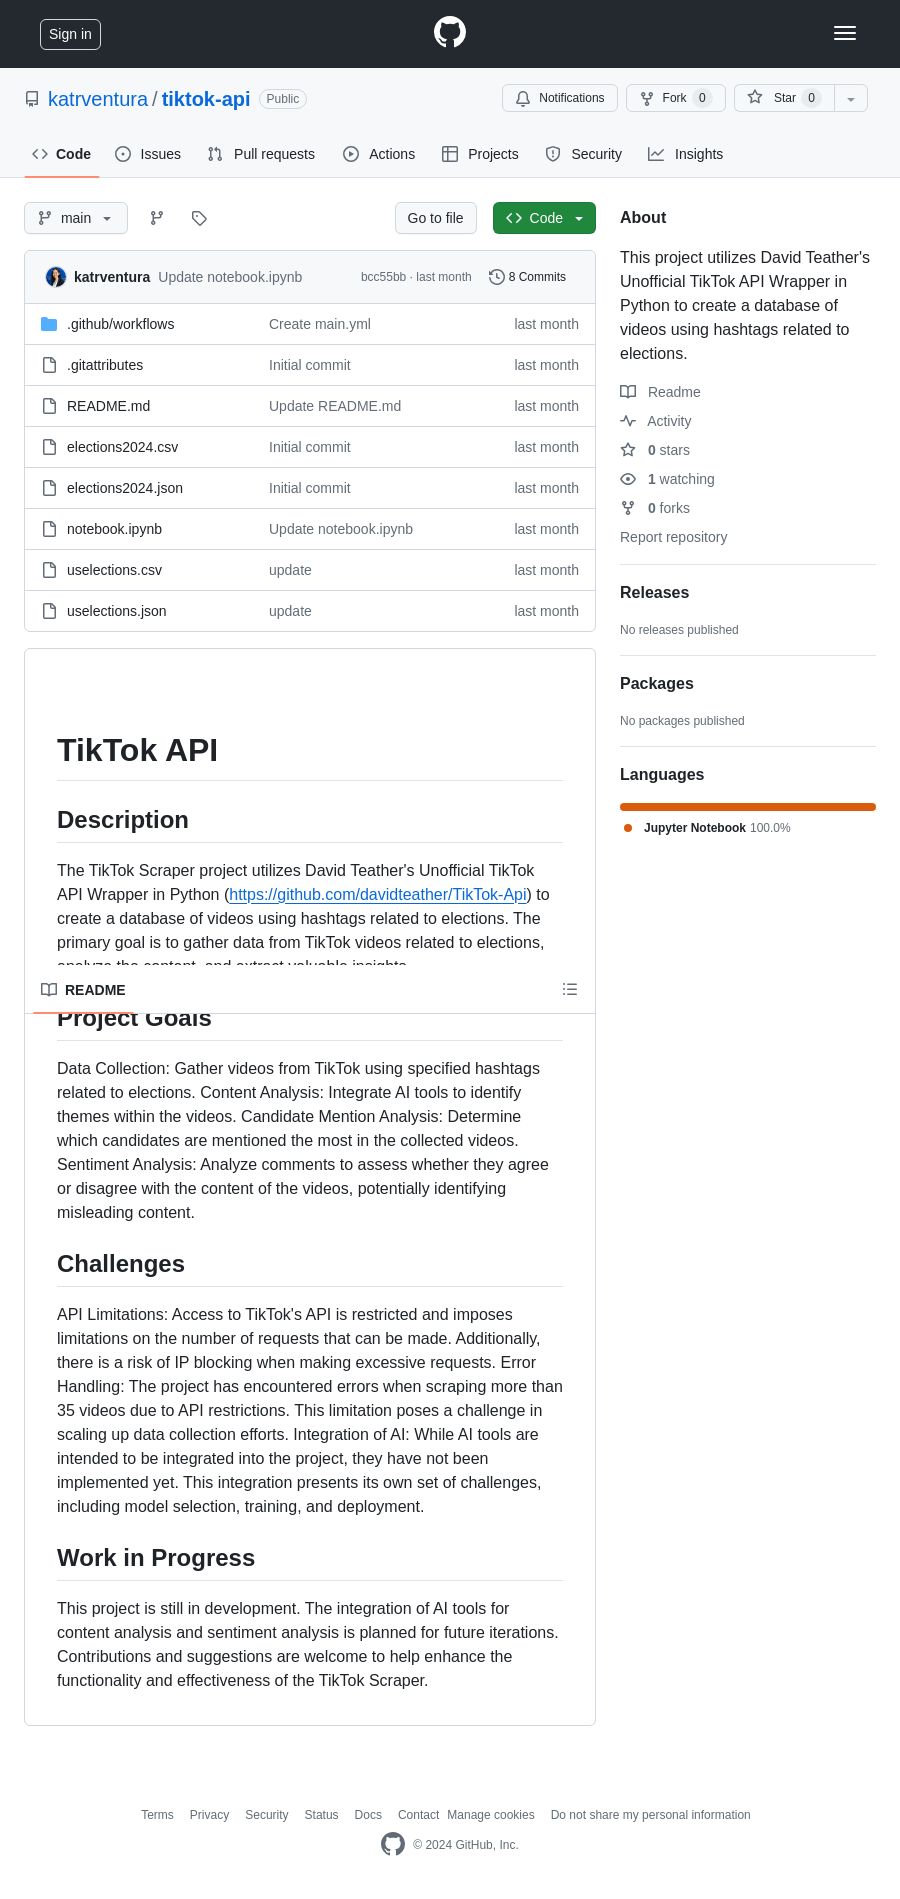 Sign in
katrventura / tiktok-api Public
Notifications Fork 0 Star 0
Code Issues Pull requests Actions Projects Security Insights
main Go to file Code
katrventura Update notebook.ipynb bcc55bb · last month 8 Commits
.github/workflows Create main.yml last month
.gitattributes Initial commit last month
README.md Update README.md last month
elections2024.csv Initial commit last month
elections2024.json Initial commit last month
notebook.ipynb Update notebook.ipynb last month
uselections.csv update last month
uselections.json update last month
TikTok API
Description
The TikTok Scraper project utilizes David Teather's Unofficial TikTok
API Wrapper in Python (https://github.com/davidteather/TikTok-Api) to
create a database of videos using hashtags related to elections. The
primary goal is to gather data from TikTok videos related to elections,
analyze the content, and extract valuable insights.
README
Project Goals
Data Collection: Gather videos from TikTok using specified hashtags
related to elections. Content Analysis: Integrate AI tools to identify
themes within the videos. Candidate Mention Analysis: Determine
which candidates are mentioned the most in the collected videos.
Sentiment Analysis: Analyze comments to assess whether they agree
or disagree with the content of the videos, potentially identifying
misleading content.
Challenges
API Limitations: Access to TikTok's API is restricted and imposes
limitations on the number of requests that can be made. Additionally,
there is a risk of IP blocking when making excessive requests. Error
Handling: The project has encountered errors when scraping more than
35 videos due to API restrictions. This limitation poses a challenge in
scaling up data collection efforts. Integration of AI: While AI tools are
intended to be integrated into the project, they have not been
implemented yet. This integration presents its own set of challenges,
including model selection, training, and deployment.
Work in Progress
This project is still in development. The integration of AI tools for
content analysis and sentiment analysis is planned for future iterations.
Contributions and suggestions are welcome to help enhance the
functionality and effectiveness of the TikTok Scraper.
About
This project utilizes David Teather's
Unofficial TikTok API Wrapper in
Python to create a database of
videos using hashtags related to
elections.
Readme
Activity
0 stars
1 watching
0 forks
Report repository
Releases
No releases published
Packages
No packages published
Languages
Jupyter Notebook 100.0%
Terms Privacy Security Status Docs Contact Manage cookies Do not share my personal information
© 2024 GitHub, Inc.